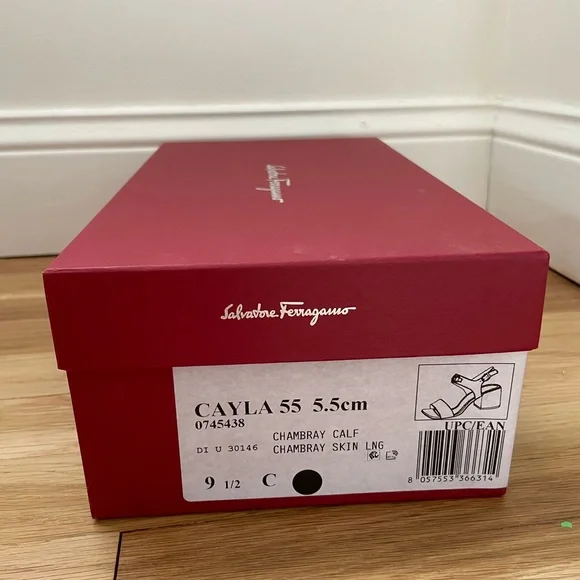 Salvatore Ferragamo
Salvatore Ferragamo
CAYLA 55 5.5cm
0745438
DI U 30146
CHAMBRAY CALF
CHAMBRAY SKIN LNG
9 1/2 C
UPC/EAN
8 057553 366314